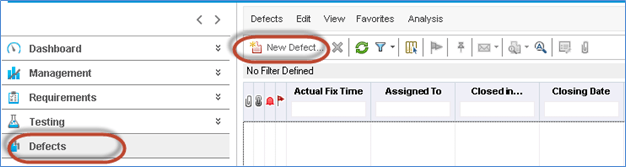 Defects Edit View Favorites Analysis
New Defect...
No Filter Defined
Actual Fix Time Assigned To Closed in... Closing Date
Dashboard
Management
Requirements
Testing
Defects